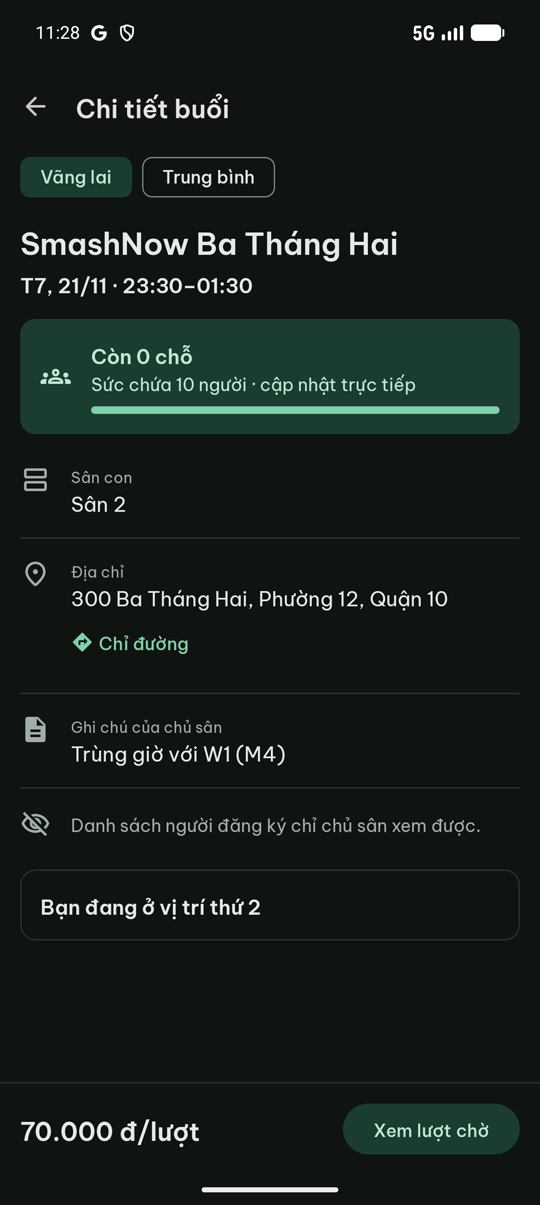 11:28
5G
Chi tiết buổi
Vãng lai
Trung bình
SmashNow Ba Tháng Hai
T7, 21/11 · 23:30–01:30
Còn 0 chỗ
Sức chứa 10 người · cập nhật trực tiếp
Sân con
Sân 2
Địa chỉ
300 Ba Tháng Hai, Phường 12, Quận 10
Chỉ đường
Ghi chú của chủ sân
Trùng giờ với W1 (M4)
Danh sách người đăng ký chỉ chủ sân xem được.
Bạn đang ở vị trí thứ 2
70.000 đ/lượt
Xem lượt chờ